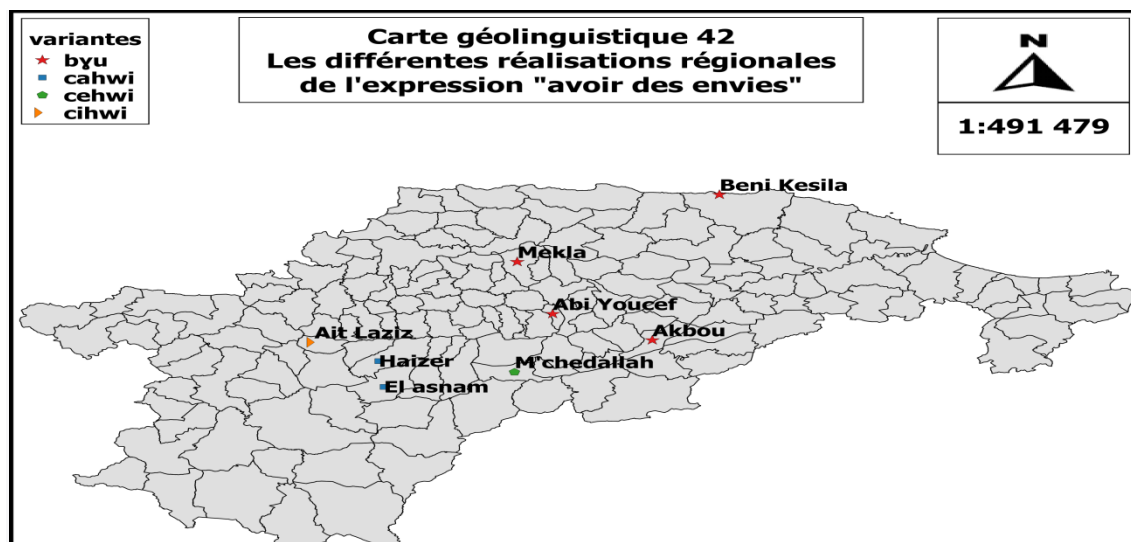 variantes
bɣu
cahwi
cehwi
cihwi
Carte géolinguistique 42
Les différentes réalisations régionales
de l'expression "avoir des envies"
N
1:491 479
Beni Kesila
Mekla
Abi Youcef
Akbou
Ait Laziz
Haizer
M'chedallah
El asnam